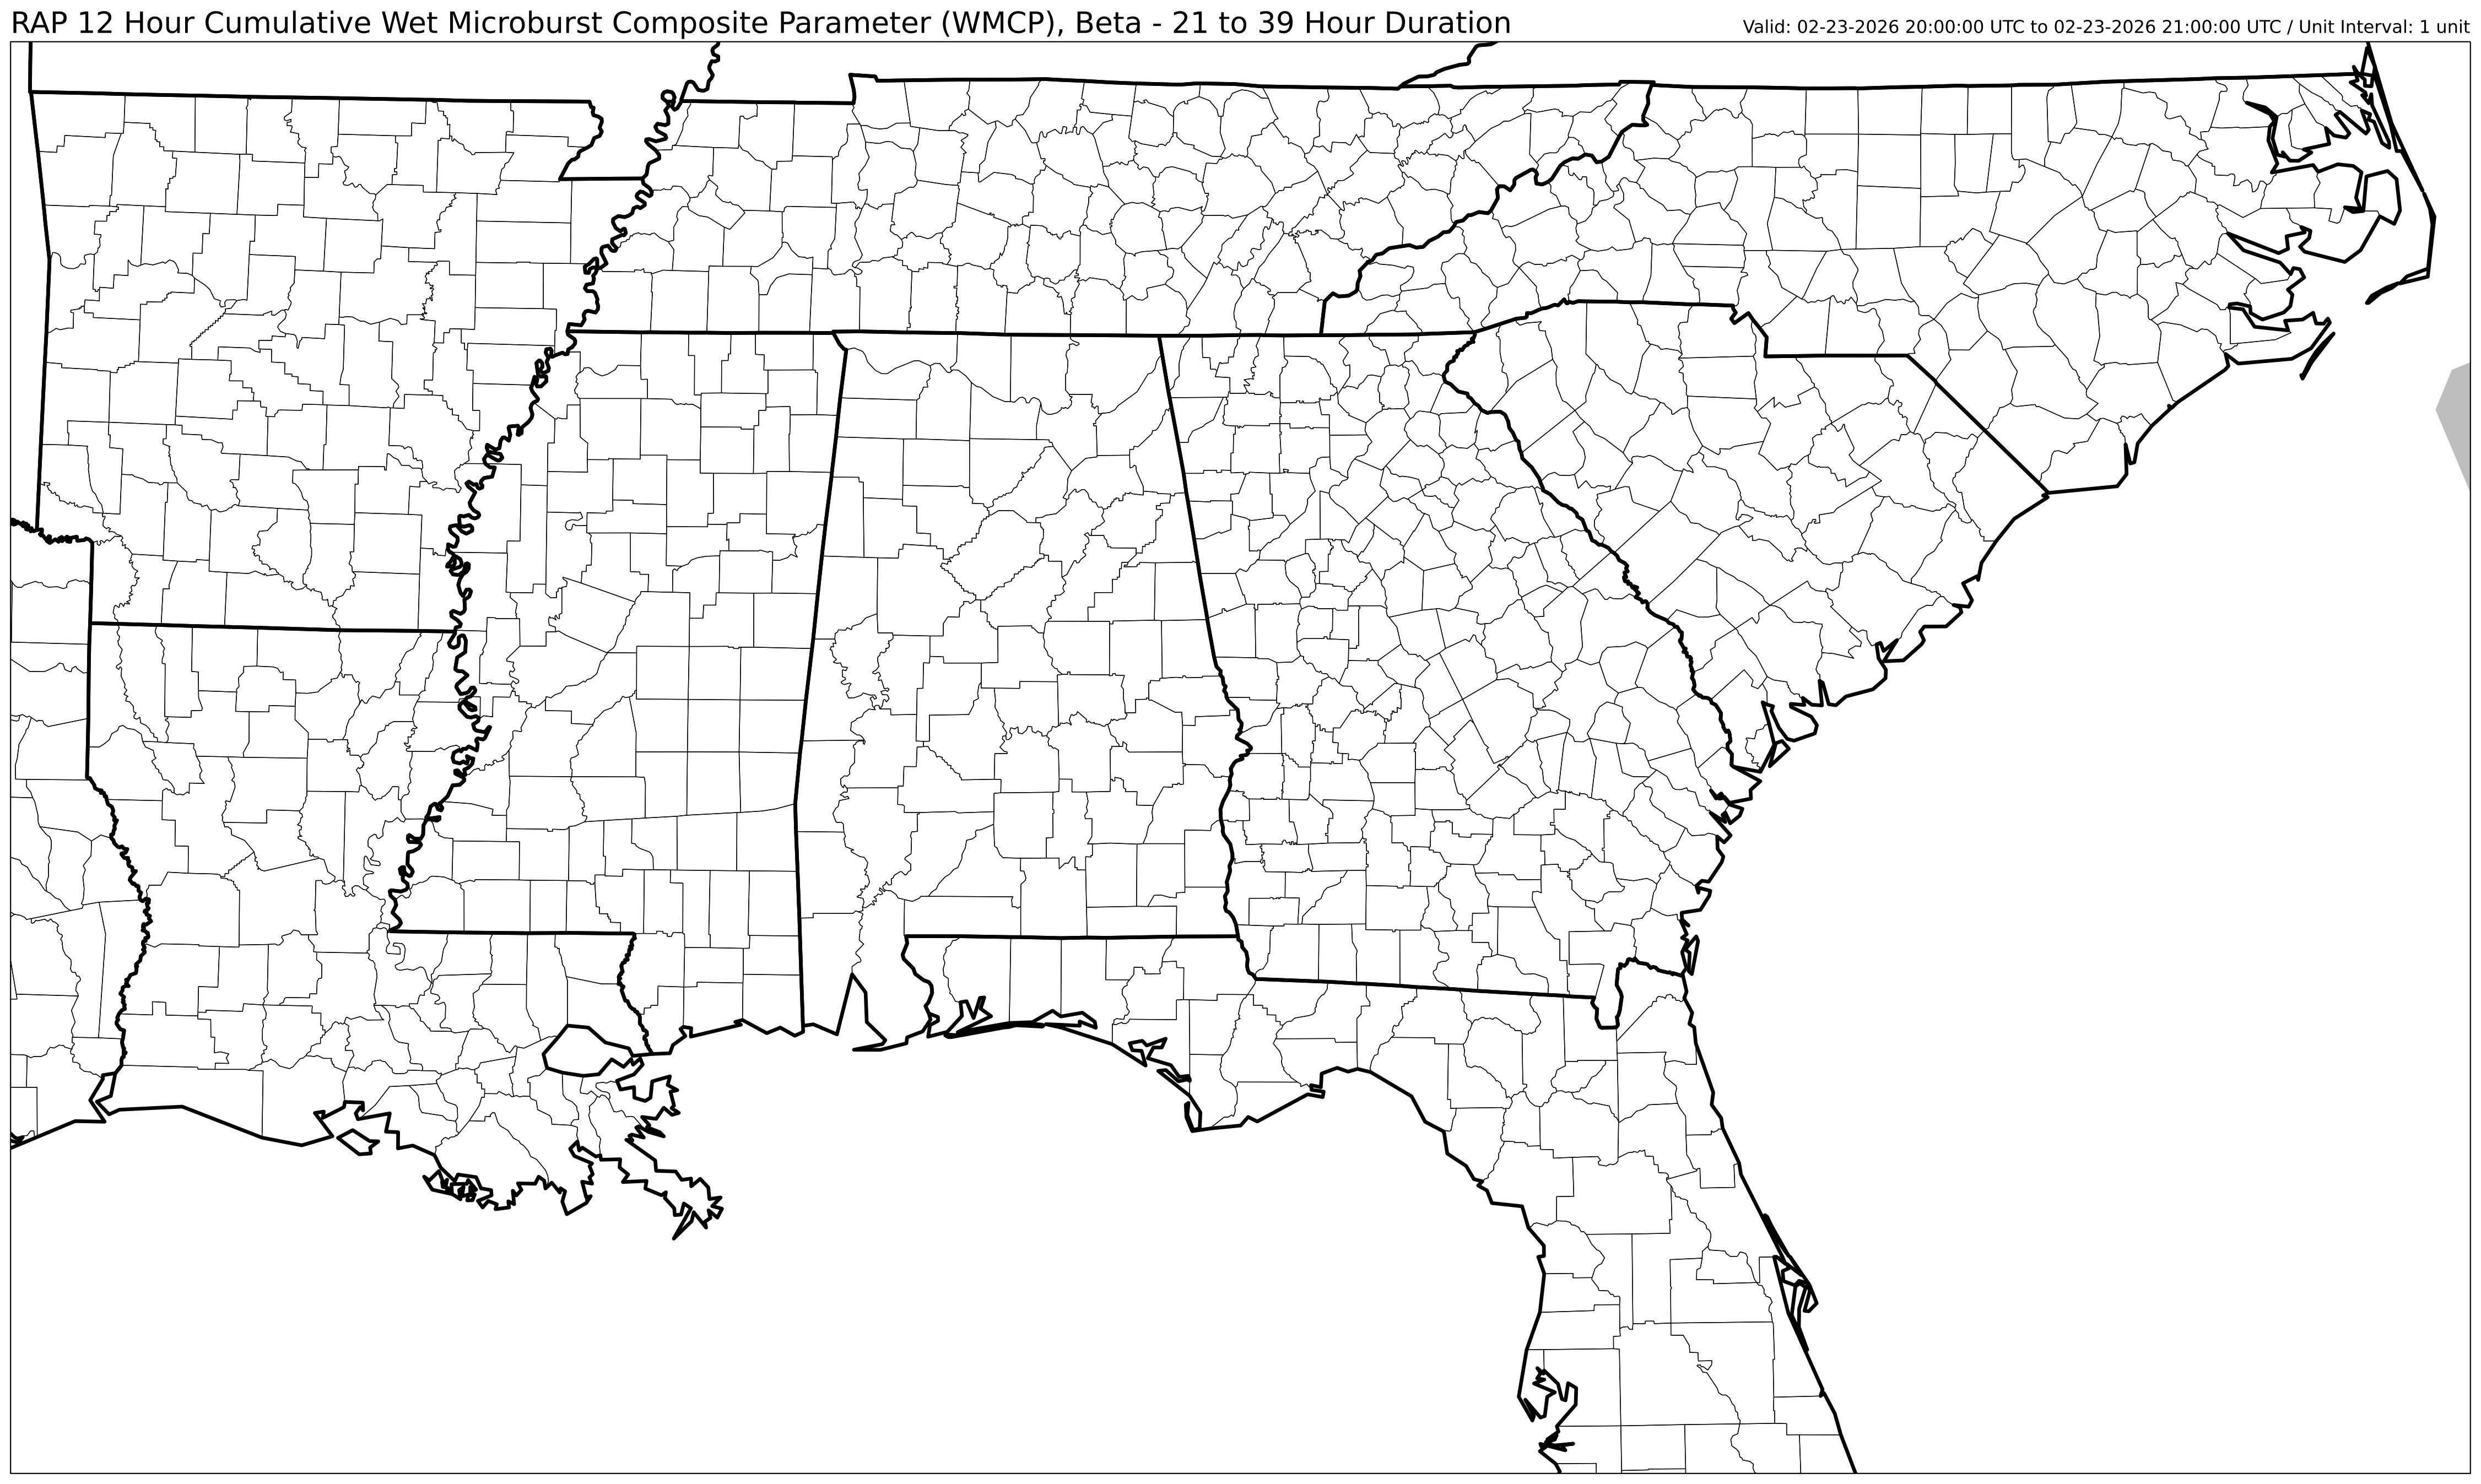 RAP 12 Hour Cumulative Wet Microburst Composite Parameter (WMCP), Beta - 21 to 39 Hour Duration
Valid: 02-23-2026 20:00:00 UTC to 02-23-2026 21:00:00 UTC / Unit Interval: 1 unit